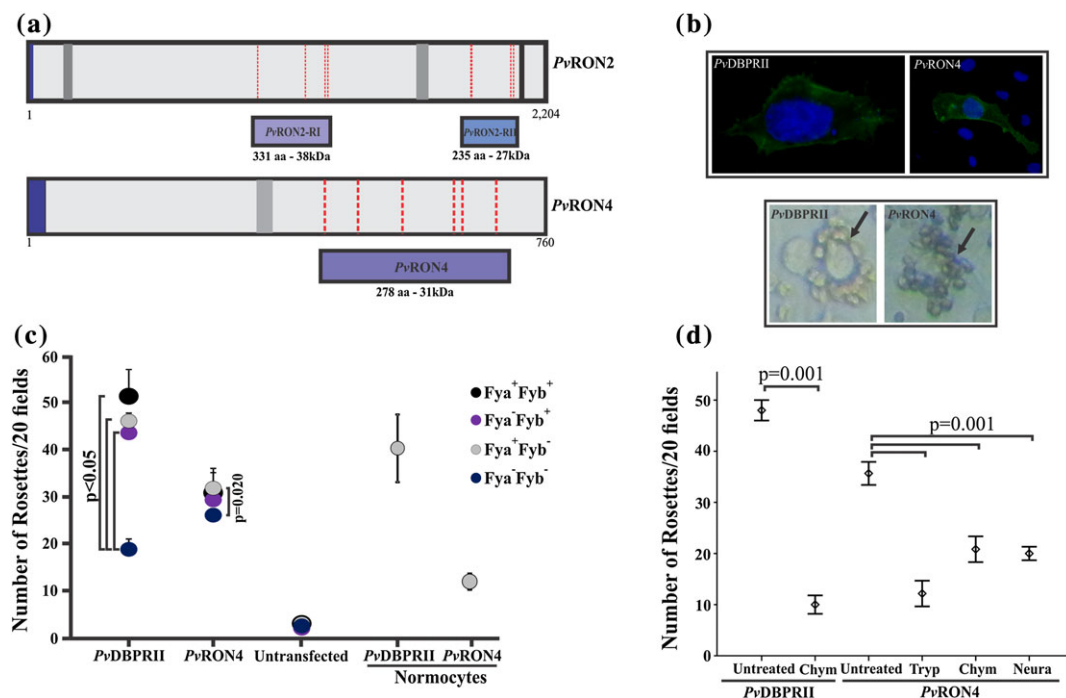 (a)
PvRON2
1
2,204
PvRON2-RI
PvRON2-RII
331 aa - 38kDa
235 aa - 27kDa
PvRON4
1
760
PvRON4
278 aa - 31kDa
(b)
PvDBPRII
PvRON4
PvDBPRII
PvRON4
(c)
Number of Rosettes/20 fields
60
50
40
30
20
10
0
p<0.05
p=0.020
Fya+Fyb+
Fya-Fyb+
Fya+Fyb-
Fya-Fyb-
PvDBPRII
PvRON4
Untransfected
PvDBPRII
PvRON4
Normocytes
(d)
Number of Rosettes/20 fields
50
40
30
20
10
0
p=0.001
p=0.001
Untreated Chym Untreated Tryp Chym Neura
PvDBPRII PvRON4